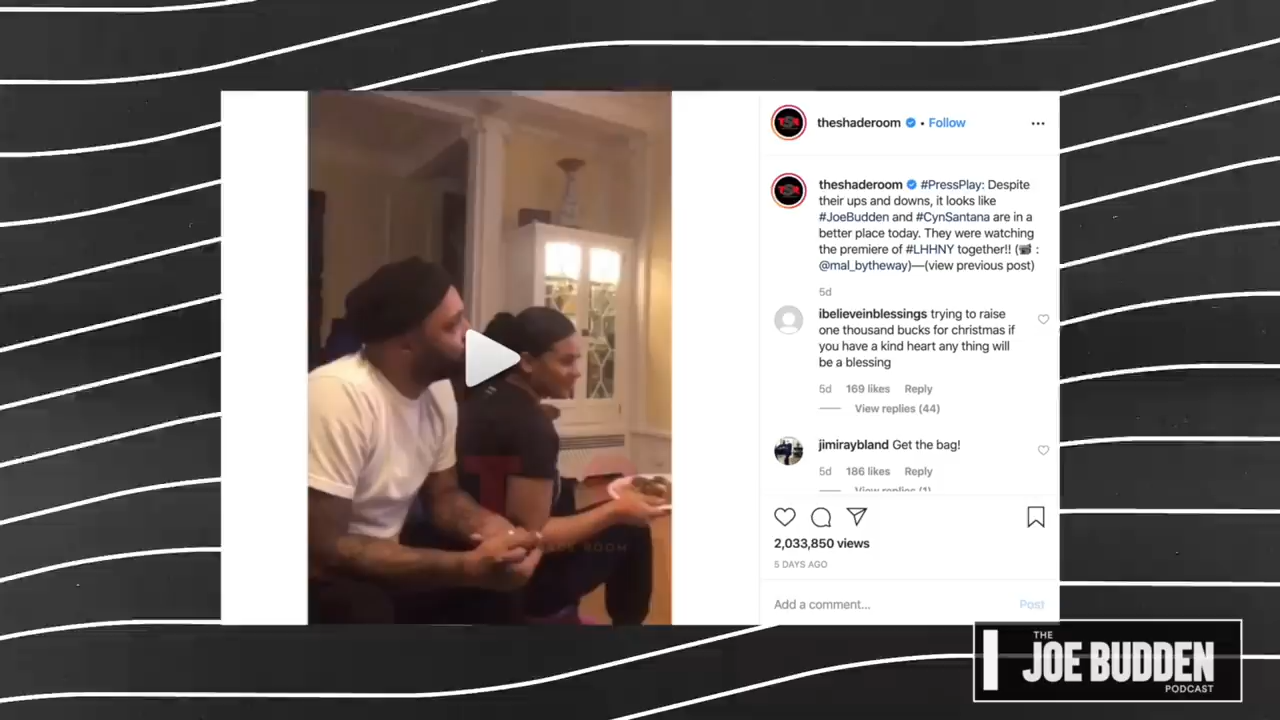 theshaderoom • Follow
theshaderoom #PressPlay: Despite
their ups and downs, it looks like
#JoeBudden and #CynSantana are in a
better place today. They were watching
the premiere of #LHHNY together!! (📹 :
@mal_bytheway)—(view previous post)
5d
ibelieveinblessings trying to raise
one thousand bucks for christmas if
you have a kind heart any thing will
be a blessing
5d 169 likes Reply
View replies (44)
jimiraybland Get the bag!
5d 186 likes Reply
View replies (1)
2,033,850 views
5 DAYS AGO
Add a comment... Post
THE
JOE BUDDEN
PODCAST